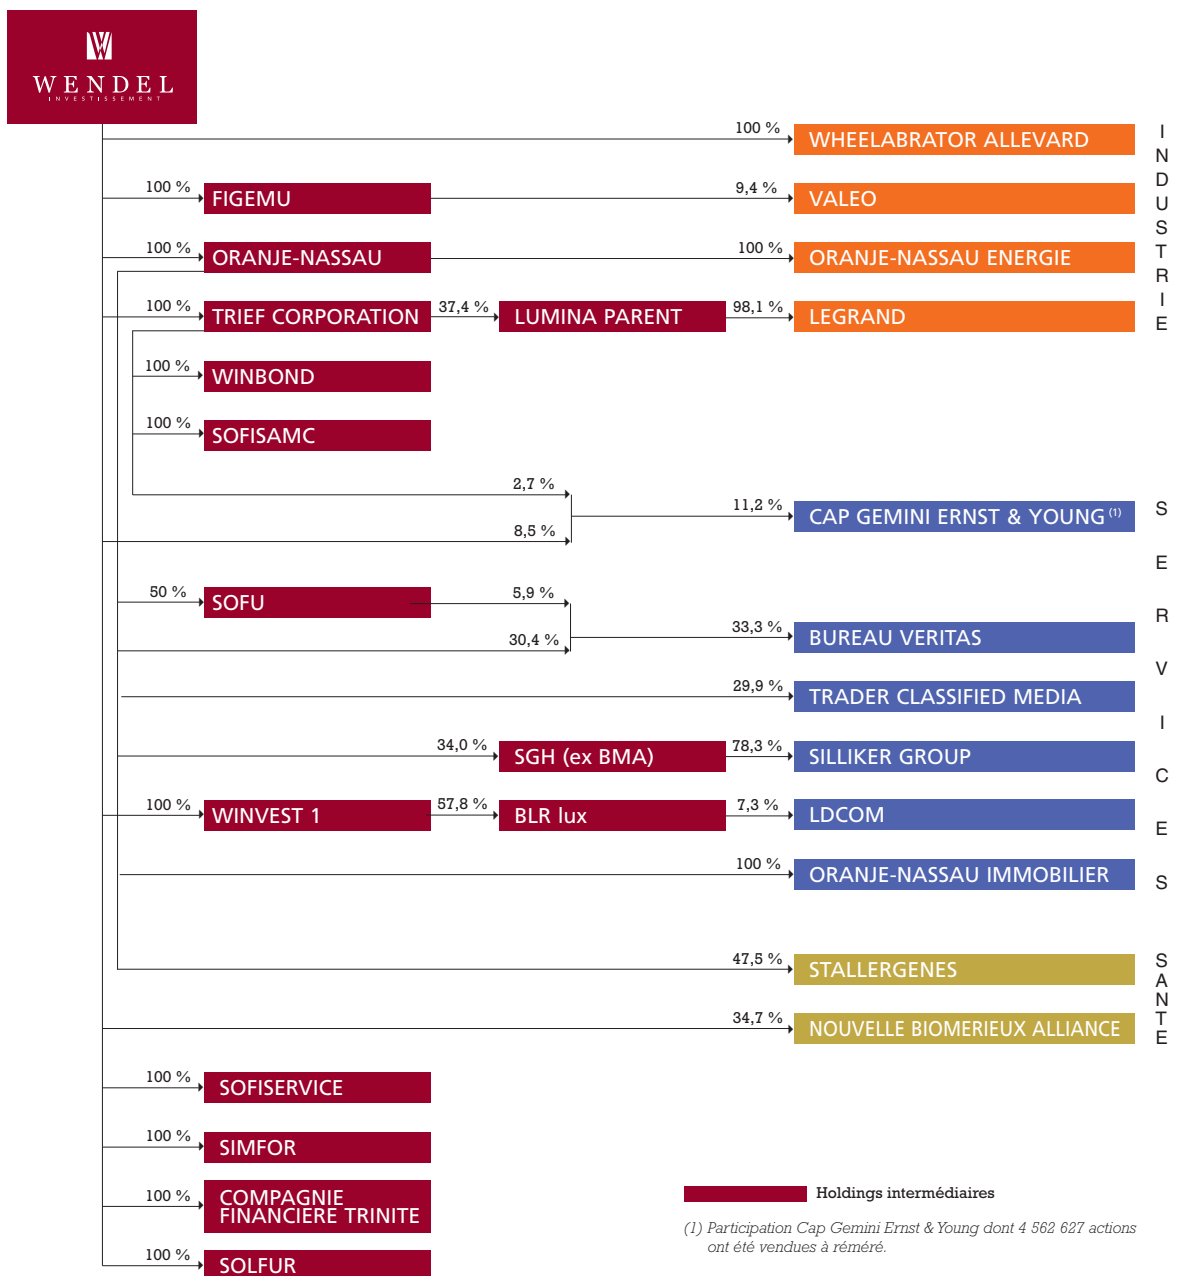 WENDEL
INVESTISSEMENT
100 %
WHEELABRATOR ALLEVARD
100 %
FIGEMU
9,4 %
VALEO
100 %
ORANJE-NASSAU
100 %
ORANJE-NASSAU ENERGIE
100 %
TRIEF CORPORATION
37,4 %
LUMINA PARENT
98,1 %
LEGRAND
INDUSTRIE
100 %
WINBOND
100 %
SOFISAMC
2,7 %
8,5 %
11,2 %
CAP GEMINI ERNST & YOUNG (1)
50 %
SOFU
5,9 %
30,4 %
33,3 %
BUREAU VERITAS
29,9 %
TRADER CLASSIFIED MEDIA
34,0 %
SGH (ex BMA)
78,3 %
SILLIKER GROUP
100 %
WINVEST 1
57,8 %
BLR lux
7,3 %
LDCOM
100 %
ORANJE-NASSAU IMMOBILIER
SERVICES
47,5 %
STALLERGENES
34,7 %
NOUVELLE BIOMERIEUX ALLIANCE
SANTE
100 %
SOFISERVICE
100 %
SIMFOR
100 %
COMPAGNIE
FINANCIERE TRINITE
100 %
SOLFUR
Holdings intermédiaires
(1) Participation Cap Gemini Ernst & Young dont 4 562 627 actions
ont été vendues à réméré.